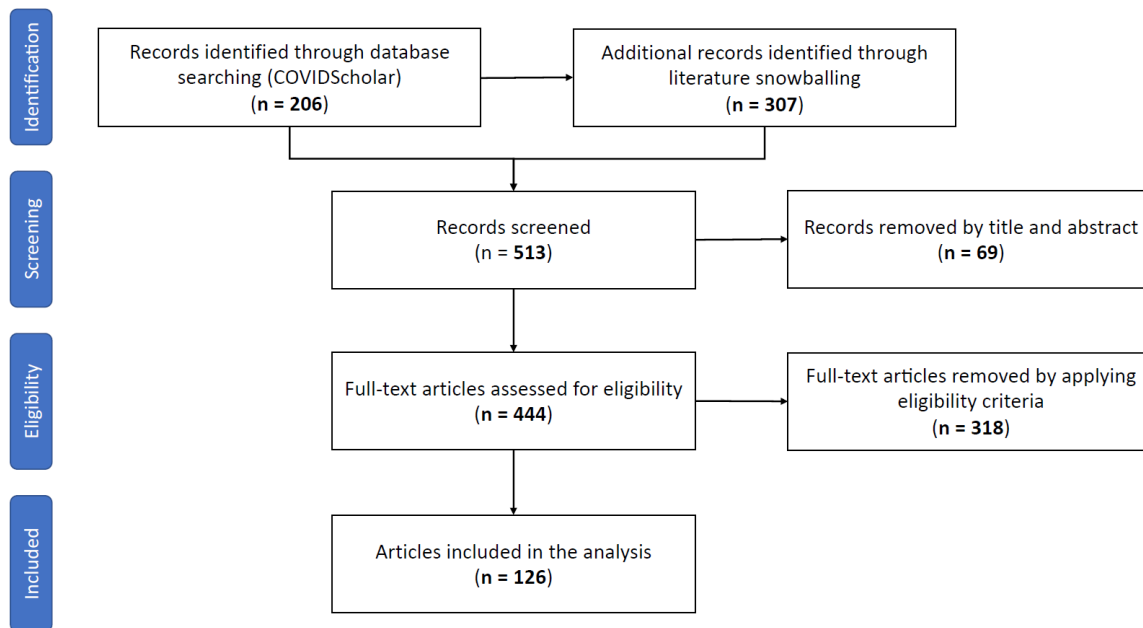 Identification
Records identified through database
searching (COVIDScholar)
(n = 206)
Additional records identified through
literature snowballing
(n = 307)
Screening
Records screened
(n = 513)
Records removed by title and abstract
(n = 69)
Eligibility
Full-text articles assessed for eligibility
(n = 444)
Full-text articles removed by applying
eligibility criteria
(n = 318)
Included
Articles included in the analysis
(n = 126)